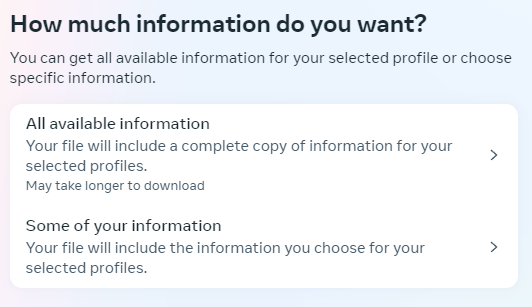 How much information do you want?
You can get all available information for your selected profile or choose
specific information.
All available information
Your file will include a complete copy of information for your
selected profiles.
May take longer to download
Some of your information
Your file will include the information you choose for your
selected profiles.